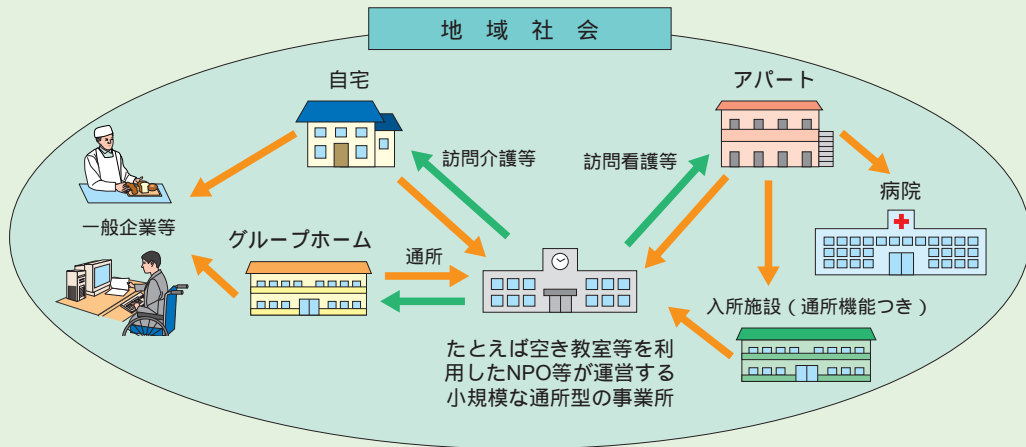 地域社会
自宅
アパート
訪問介護等
訪問看護等
病院
一般企業等
グループホーム
通所
入所施設（通所機能つき）
たとえば空き教室等を利
用したNPO等が運営する
小規模な通所型の事業所